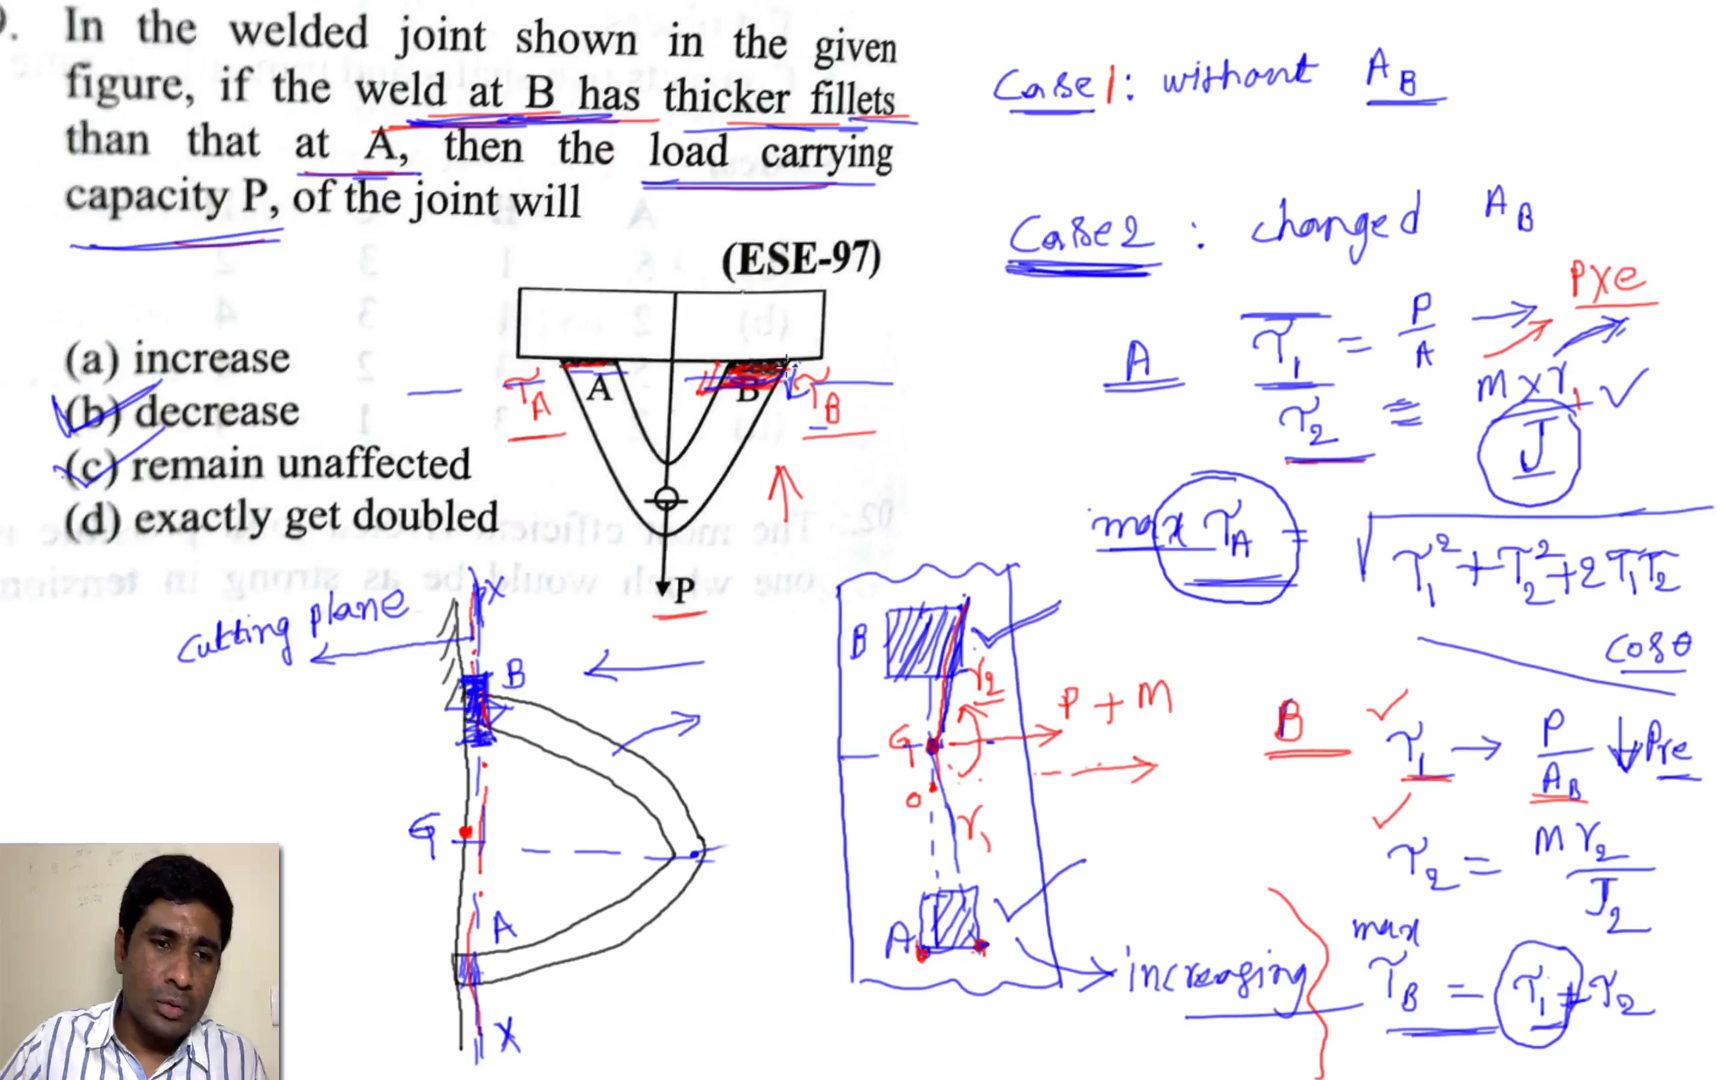 ). In the welded joint shown in the given
figure, if the weld at B has thicker fillets
than that at A, then the load carrying
capacity P, of the joint will
(ESE-97)
(a) increase
(b) decrease
(c) remain unaffected
(d) exactly get doubled
A
B
τA
τB
P
cutting plane
X
B
G
A
X
B
r2
G
P + M
O
r1
A
increasing
Case 1: without AB
Case 2 : changed AB
P×e
A
τ1 = P/A
τ2 = M × r1 / J
max τA = √τ1² + τ2² + 2τ1τ2
cosθ
B
τ1 → P/AB
τ2 = M r2 / J2
max
τB = τ1 + τ2